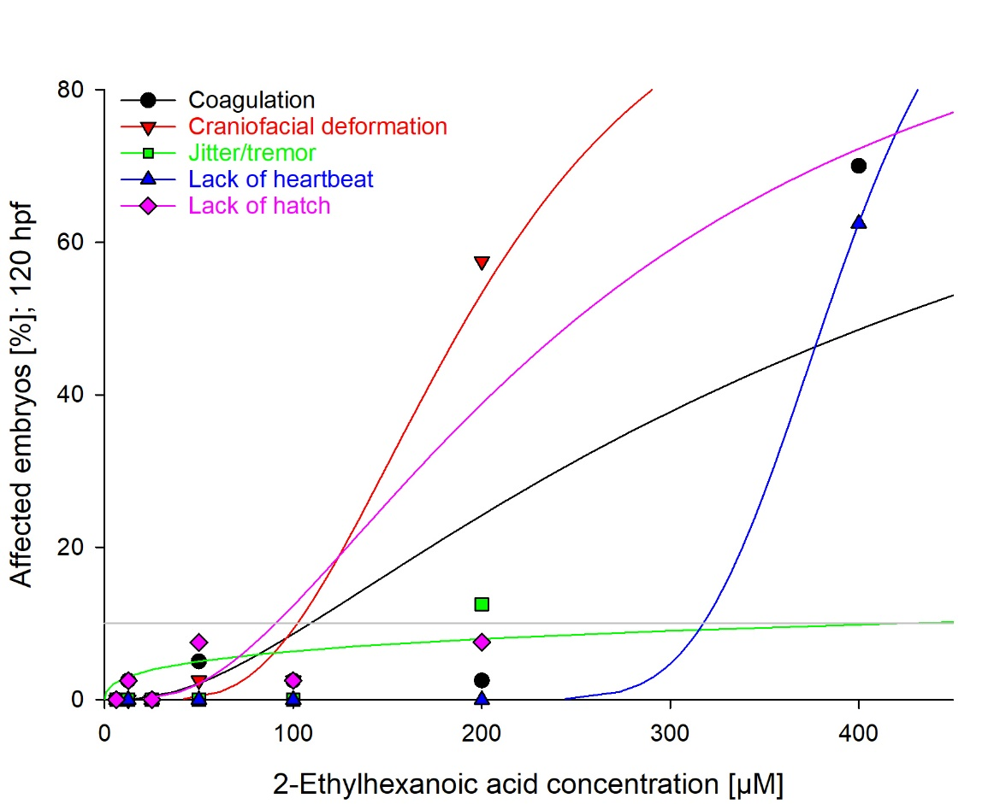 80
60
40
20
0
Affected embryos [%]; 120 hpf
Coagulation
Craniofacial deformation
Jitter/tremor
Lack of heartbeat
Lack of hatch
0 100 200 300 400
2-Ethylhexanoic acid concentration [µM]